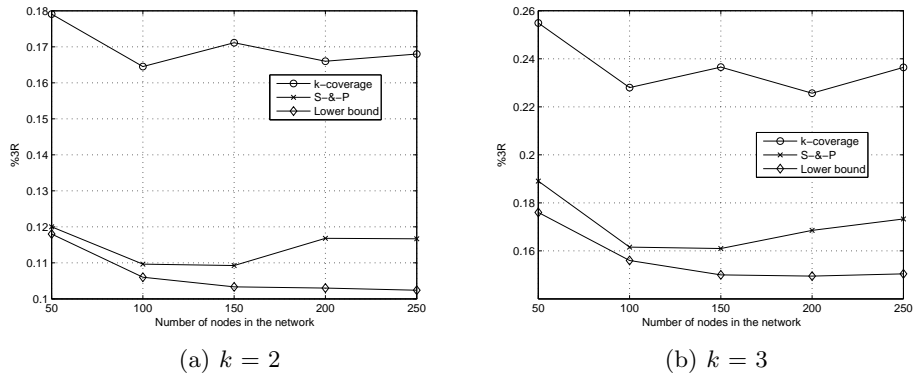 0.18
0.17
0.16
0.15
0.14
0.13
0.12
0.11
0.1
%3R
50
100
150
200
250
Number of nodes in the network
k−coverage
S−&−P
Lower bound
(a) k = 2
0.26
0.24
0.22
0.2
0.18
0.16
%3R
50
100
150
200
250
Number of nodes in the network
k−coverage
S−&−P
Lower bound
(b) k = 3